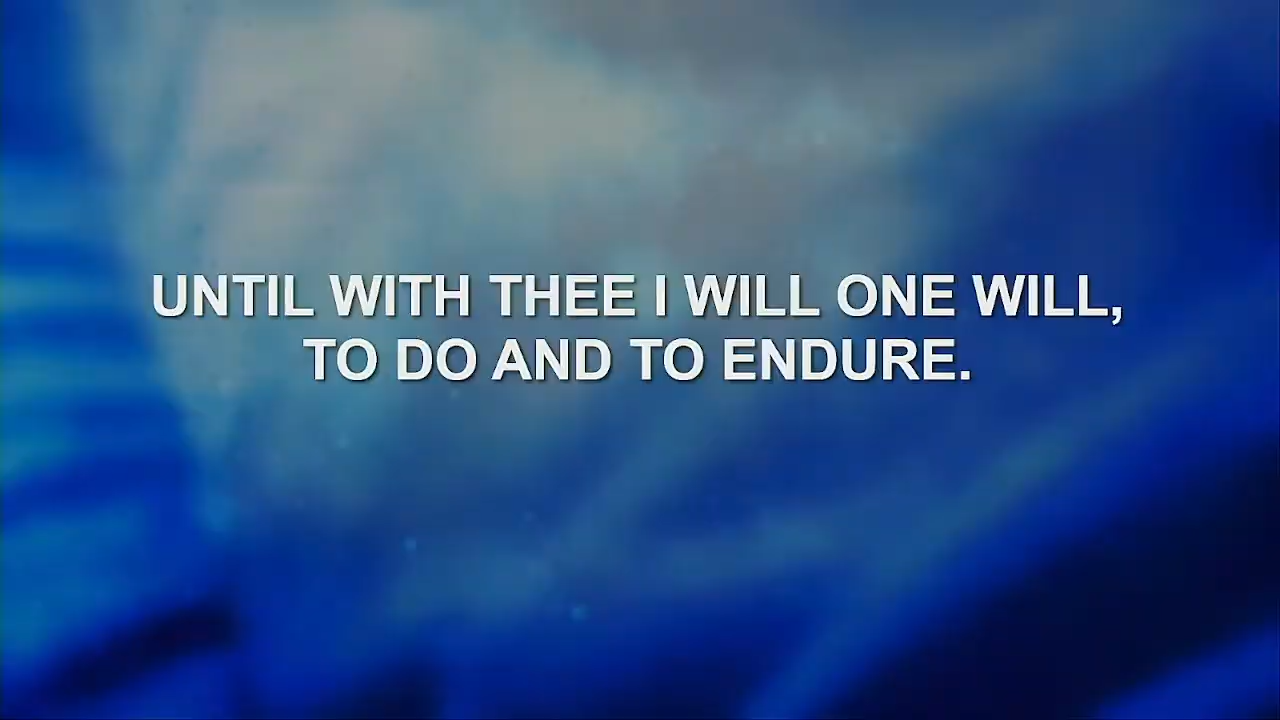 UNTIL WITH THEE I WILL ONE WILL,
TO DO AND TO ENDURE.